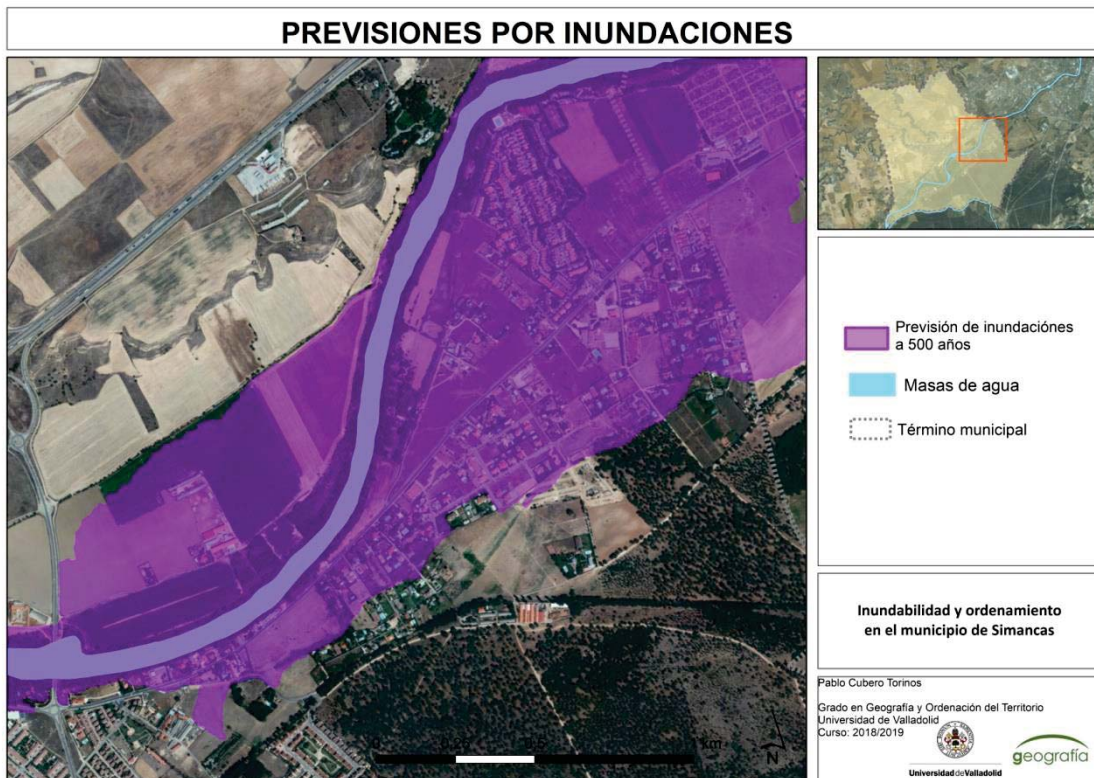 PREVISIONES POR INUNDACIONES
Previsión de inundaciónes
a 500 años
Masas de agua
Término municipal
Inundabilidad y ordenamiento
en el municipio de Simancas
Pablo Cubero Torinos
Grado en Geografía y Ordenación del Territorio
Universidad de Valladolid
Curso: 2018/2019
Universidad de Valladolid
geografía
km
N